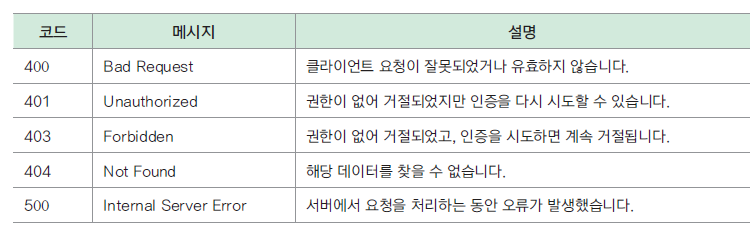 코드 메시지 설명
400 Bad Request 클라이언트 요청이 잘못되었거나 유효하지 않습니다.
401 Unauthorized 권한이 없어 거절되었지만 인증을 다시 시도할 수 있습니다.
403 Forbidden 권한이 없어 거절되었고, 인증을 시도하면 계속 거절됩니다.
404 Not Found 해당 데이터를 찾을 수 없습니다.
500 Internal Server Error 서버에서 요청을 처리하는 동안 오류가 발생했습니다.